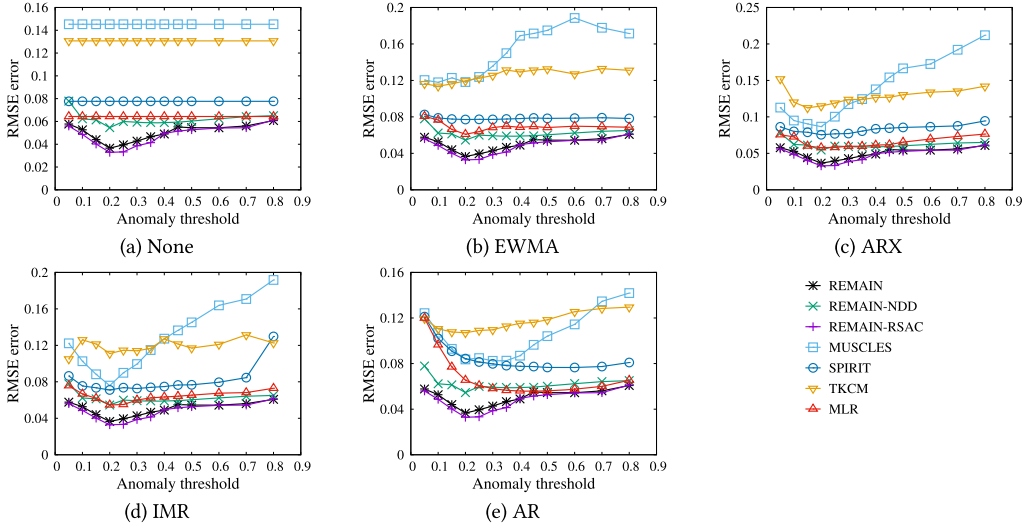 RMSE error
0.16
0.14
0.12
0.1
0.08
0.06
0.04
0.02
0
0 0.1 0.2 0.3 0.4 0.5 0.6 0.7 0.8 0.9
Anomaly threshold
(a) None
RMSE error
0.2
0.16
0.12
0.08
0.04
0
0 0.1 0.2 0.3 0.4 0.5 0.6 0.7 0.8 0.9
Anomaly threshold
(b) EWMA
RMSE error
0.25
0.2
0.15
0.1
0.05
0
0 0.1 0.2 0.3 0.4 0.5 0.6 0.7 0.8 0.9
Anomaly threshold
(c) ARX
RMSE error
0.2
0.16
0.12
0.08
0.04
0
0 0.1 0.2 0.3 0.4 0.5 0.6 0.7 0.8 0.9
Anomaly threshold
(d) IMR
RMSE error
0.16
0.12
0.08
0.04
0
0 0.1 0.2 0.3 0.4 0.5 0.6 0.7 0.8 0.9
Anomaly threshold
(e) AR
REMAIN
REMAIN-NDD
REMAIN-RSAC
MUSCLES
SPIRIT
TKCM
MLR